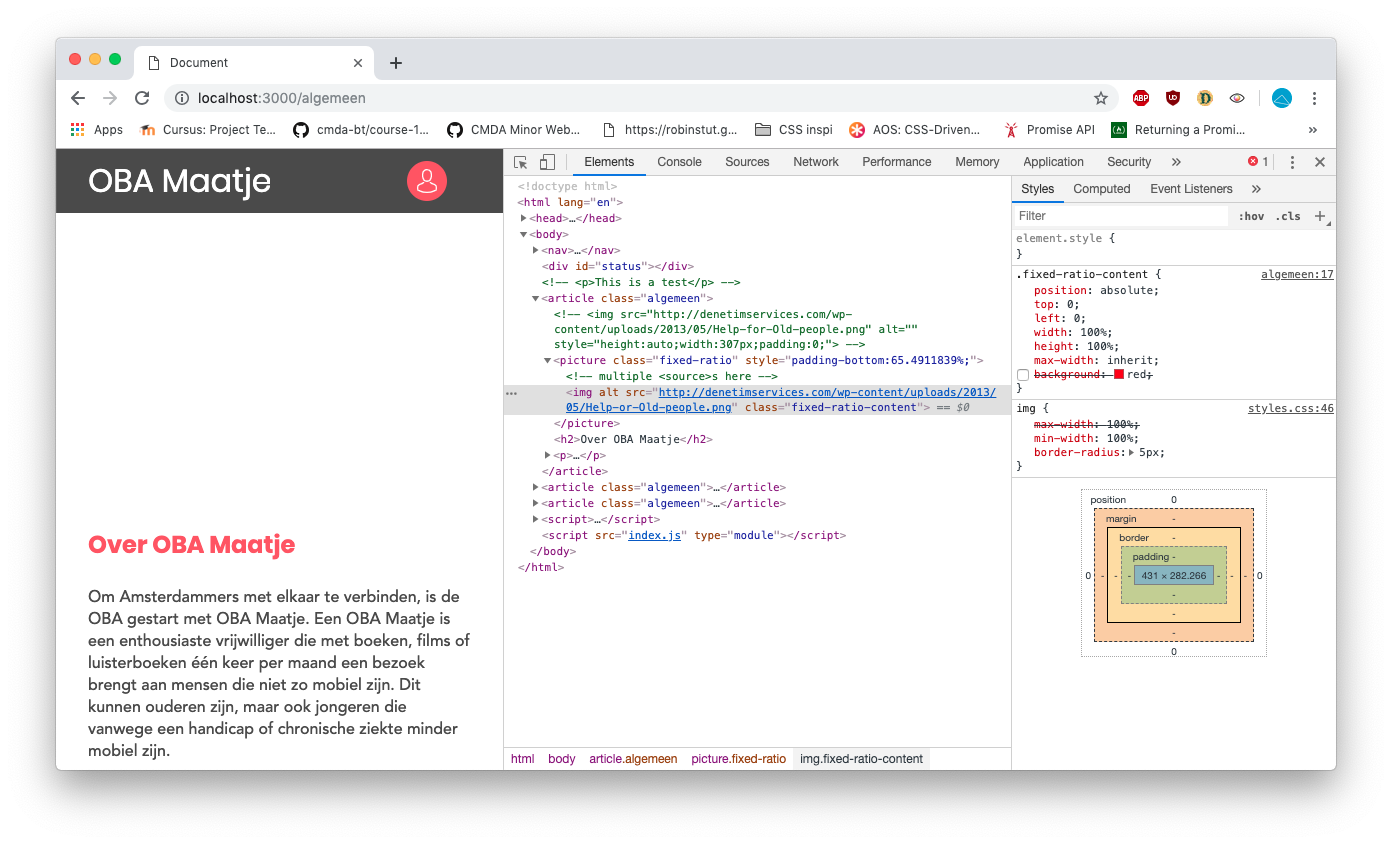 Document
localhost:3000/algemeen
ABP
UD
Apps
Cursus: Project Te...
cmda-bt/course-1...
CMDA Minor Web...
https://robinstut.g...
CSS inspi
AOS: CSS-Driven...
Promise API
Returning a Promi...
»
OBA Maatje
Over OBA Maatje
Om Amsterdammers met elkaar te verbinden, is de
OBA gestart met OBA Maatje. Een OBA Maatje is
een enthousiaste vrijwilliger die met boeken, films of
luisterboeken één keer per maand een bezoek
brengt aan mensen die niet zo mobiel zijn. Dit
kunnen ouderen zijn, maar ook jongeren die
vanwege een handicap of chronische ziekte minder
mobiel zijn.
Elements Console Sources Network Performance Memory Application Security » 1
<!doctype html>
<html lang="en">
<head>…</head>
<body>
<nav>…</nav>
<div id="status"></div>
<!-- <p>This is a test</p> -->
<article class="algemeen">
<!-- <img src="http://denetimservices.com/wp-
content/uploads/2013/05/Help-for-Old-people.png" alt=""
style="height:auto;width:307px;padding:0;"> -->
<picture class="fixed-ratio" style="padding-bottom:65.4911839%;">
<!-- multiple <source>s here -->
<img alt src="http://denetimservices.com/wp-content/uploads/2013/
05/Help-or-Old-people.png" class="fixed-ratio-content"> == $0
</picture>
<h2>Over OBA Maatje</h2>
<p>…</p>
</article>
<article class="algemeen">…</article>
<article class="algemeen">…</article>
<script>…</script>
<script src="index.js" type="module"></script>
</body>
</html>
html body article.algemeen picture.fixed-ratio img.fixed-ratio-content
Styles Computed Event Listeners »
Filter :hov .cls +
element.style {
}
.fixed-ratio-content { algemeen:17
position: absolute;
top: 0;
left: 0;
width: 100%;
height: 100%;
max-width: inherit;
background: red;
}
img { styles.css:46
max-width: 100%;
min-width: 100%;
border-radius: 5px;
}
position 0
margin -
border -
padding -
0 - - - 431 × 282.266 - - - 0
-
-
-
0